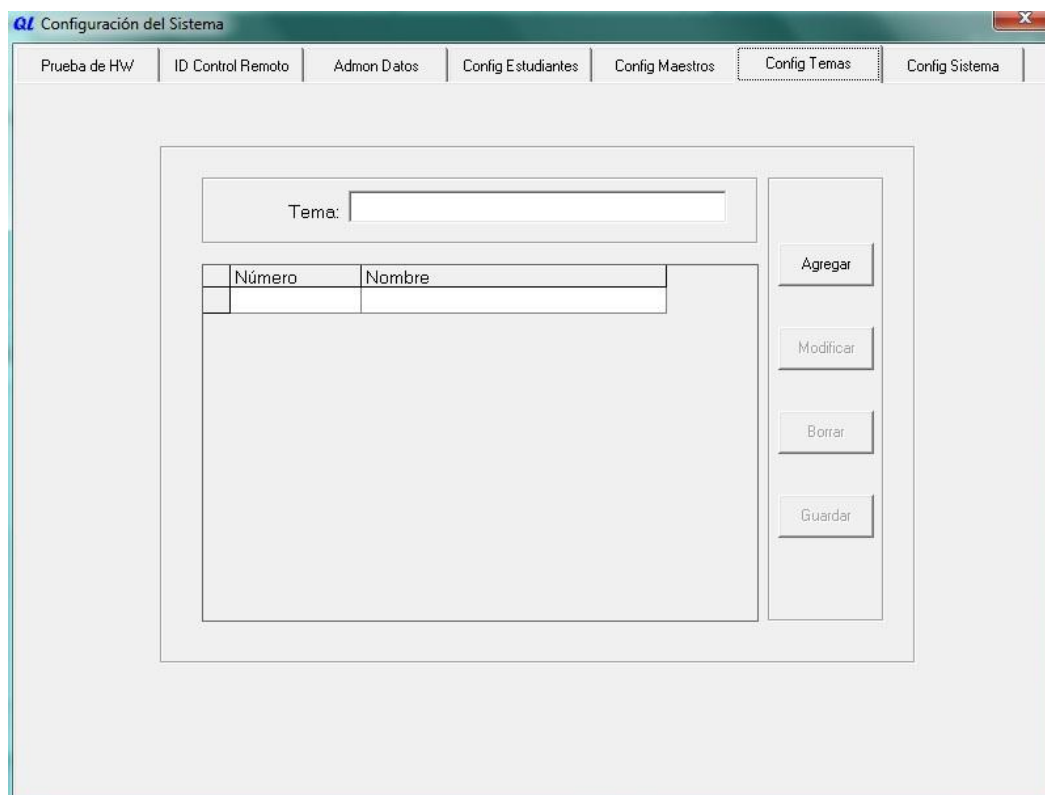 QL Configuración del Sistema
X
Prueba de HW ID Control Remoto Admon Datos Config Estudiantes Config Maestros Config Temas Config Sistema
Tema:
Agregar
Número Nombre
Modificar
Borrar
Guardar